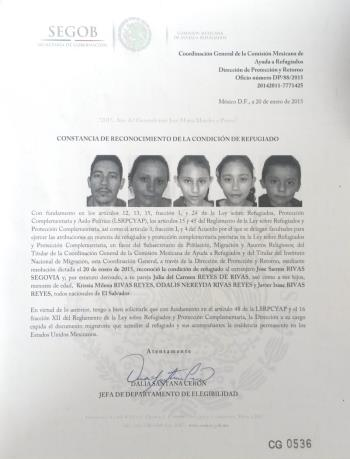 SEGOB
SECRETARÍA DE GOBERNACIÓN
COMISIÓN MEXICANA
DE AYUDA A REFUGIADOS
Coordinación General de la Comisión Mexicana de
Ayuda a Refugiados
Dirección de Protección y Retorno
Oficio número DP/88/2015
20142011-7771425
México D.F., a 20 de enero de 2015
"2015, Año del Generalísimo José María Morelos y Pavón"
CONSTANCIA DE RECONOCIMIENTO DE LA CONDICIÓN DE REFUGIADO
Con fundamento en los artículos 12, 13, 15, fracción I, y 24 de la Ley sobre Refugiados, Protección
Complementaria y Asilo Político (LSRPCYAP), los artículos 15 y 45 del Reglamento de la Ley sobre Refugiados y
Protección Complementaria, así como el artículo 1, fracción I, y 4 del Acuerdo por el que se delegan facultades para
ejercer las atribuciones en materia de refugiados y protección complementaria previstas en la Ley sobre Refugiados
y Protección Complementaria, en favor del Subsecretario de Población, Migración y Asuntos Religiosos, del
Titular de la Coordinación General de la Comisión Mexicana de Ayuda a Refugiados y del Titular del Instituto
Nacional de Migración, esta Coordinación General, a través de la Dirección de Protección y Retorno, mediante
resolución dictada el 20 de enero de 2015, reconoció la condición de refugiado al extranjero Jose Santos RIVAS
SEGOVIA y, por estatuto derivado, a su pareja Julia del Carmen REYES DE RIVAS, así como a sus hijos,
menores de edad, Krissia Milena RIVAS REYES, ODALIS NEREYDA RIVAS REYES y Javier Isaac RIVAS
REYES, todos nacionales de El Salvador.
En virtud de lo anterior, tengo a bien solicitarle que con fundamento en el artículo 48 de la LSRPCYAP y el 16
fracción XII del Reglamento de la Ley sobre Refugiados y Protección Complementaria, la Dirección a su cargo
expida el documento migratorio que acredite al refugiado y sus acompañantes la residencia permanente en los
Estados Unidos Mexicanos.
Atentamente
DALIA SANTANA CERÓN
JEFA DE DEPARTAMENTO DE ELEGIBILIDAD
CG 0536